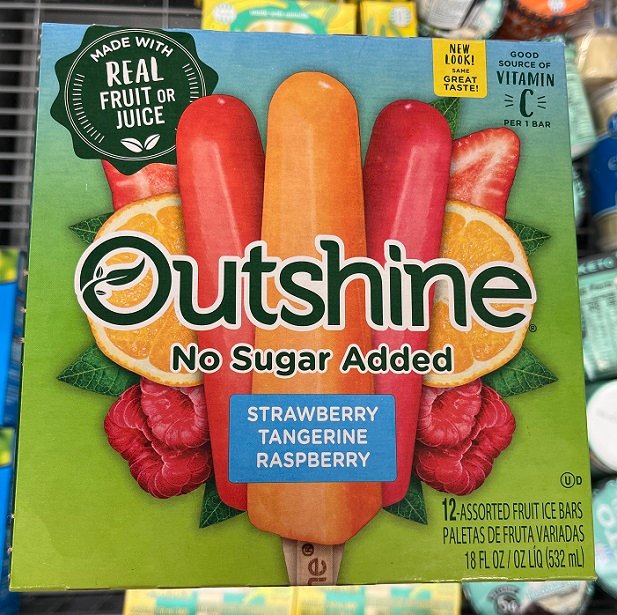 MADE WITH
REAL
FRUIT OR
JUICE
NEW
LOOK!
SAME
GREAT
TASTE!
GOOD
SOURCE OF
VITAMIN
C
PER 1 BAR
Outshine®
No Sugar Added
STRAWBERRY
TANGERINE
RASPBERRY
U D
12-ASSORTED FRUIT ICE BARS
PALETAS DE FRUTA VARIADAS
18 FL OZ / OZ LÍQ (532 mL)
ne®
KETO